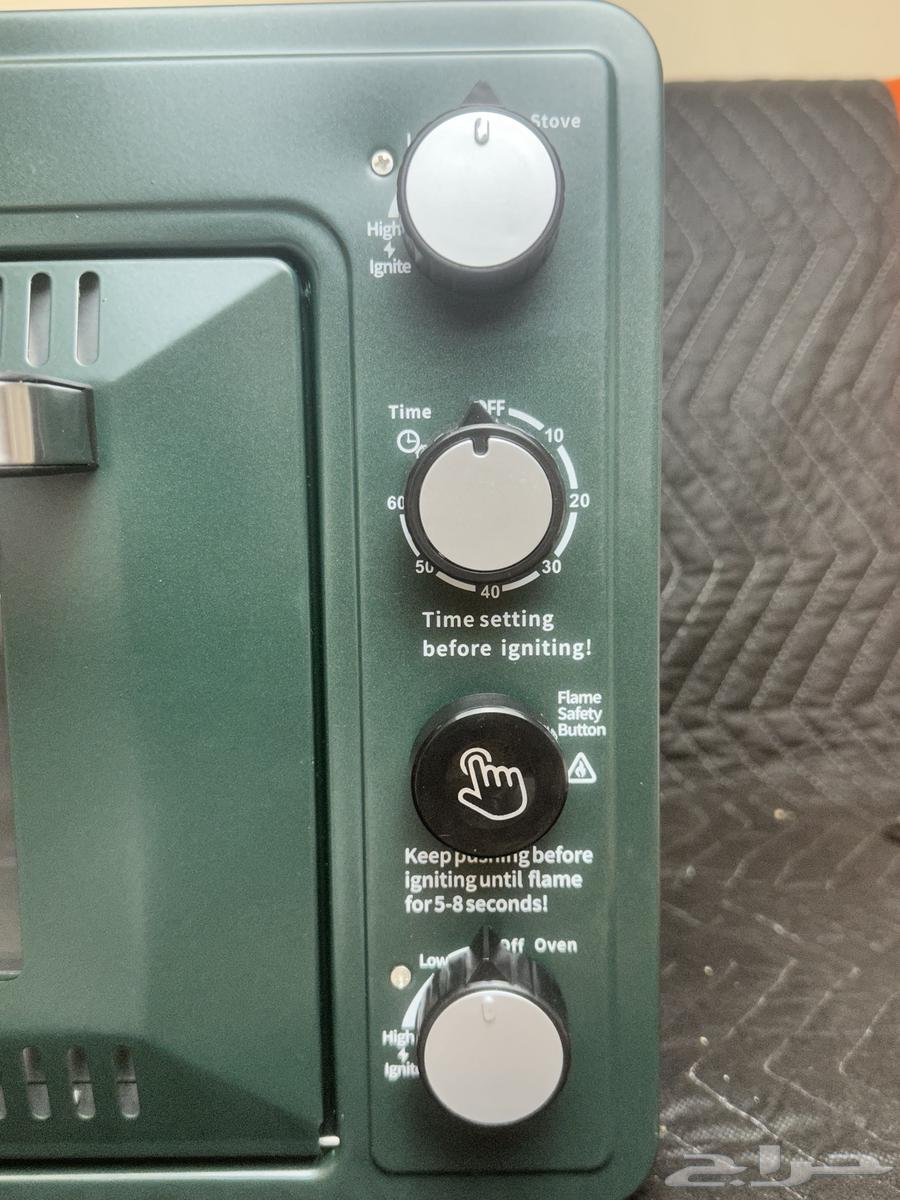 Stove
High
Ignite
Time
OFF
10
20
30
40
50
60
Time setting
before igniting!
Flame
Safety
Button
Keep pushing before
igniting until flame
for 5-8 seconds!
Off Oven
Low
High
Ignite
حراج